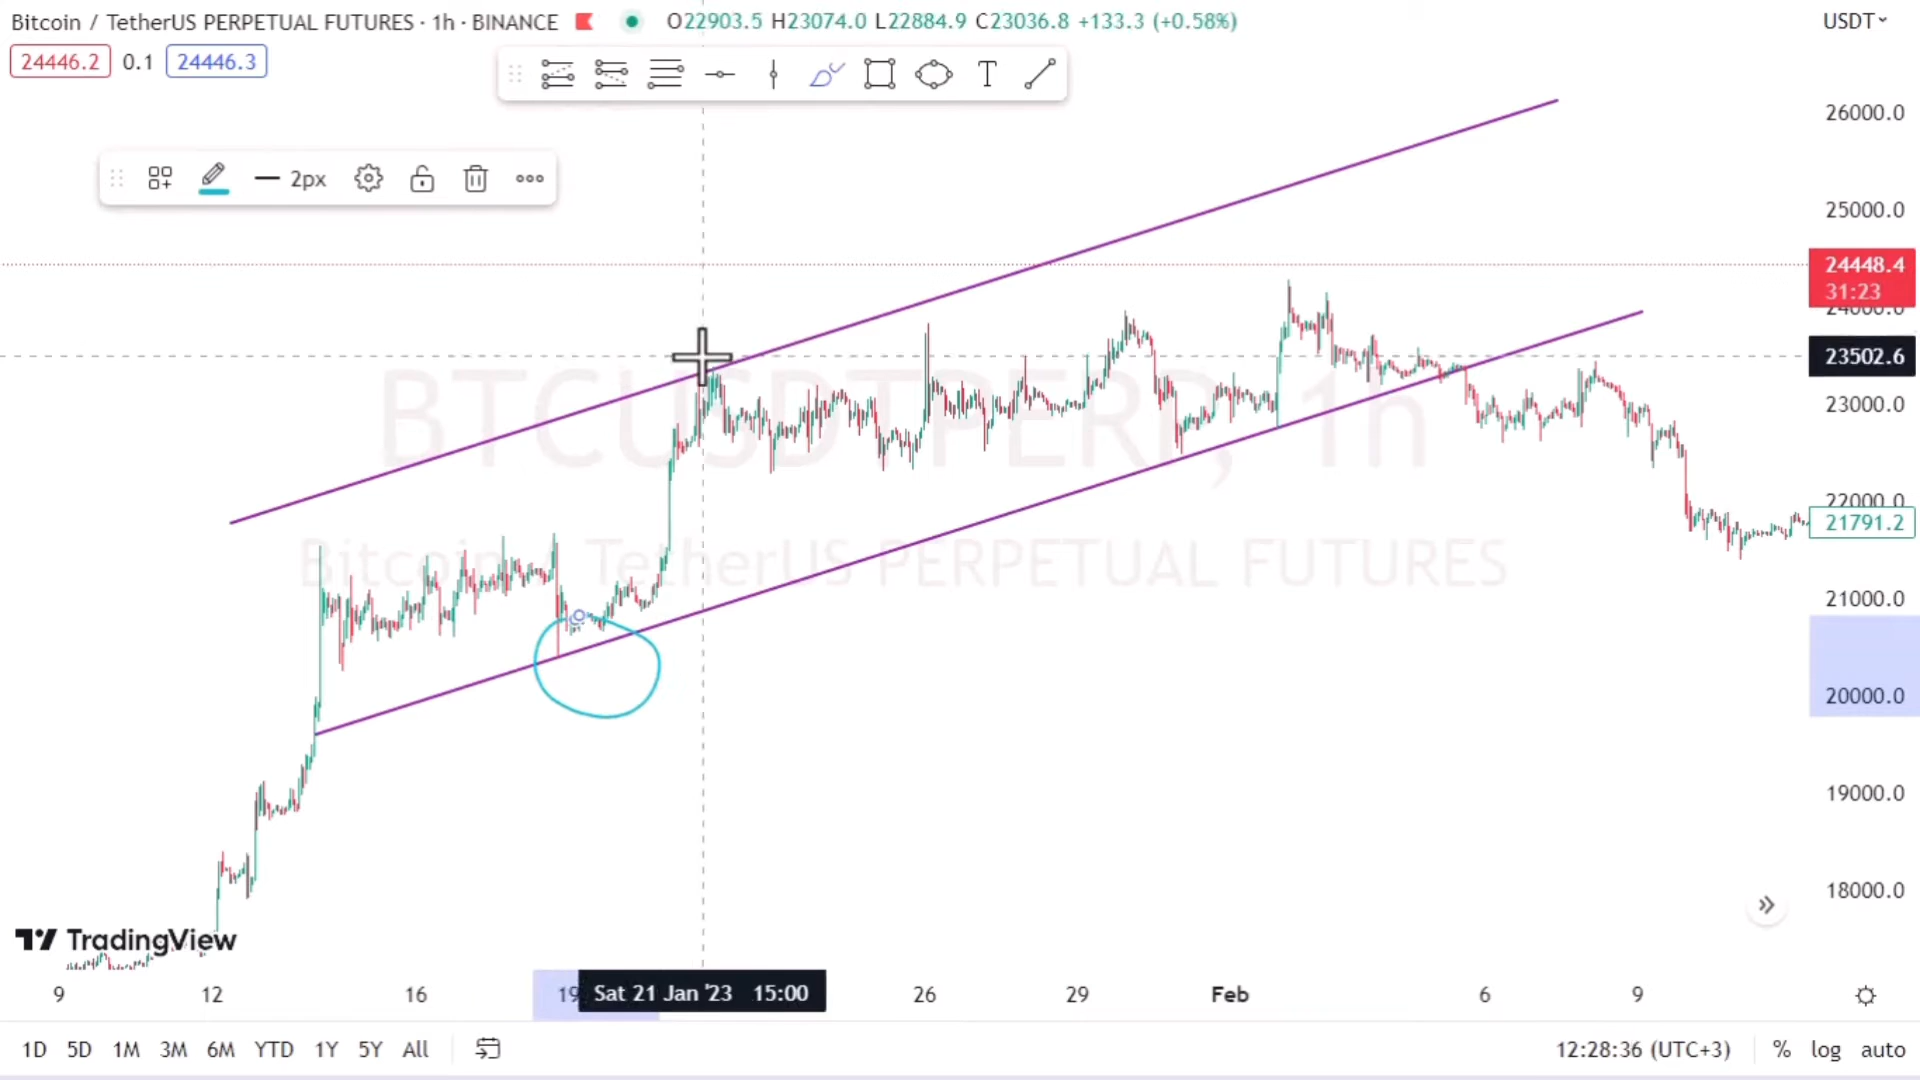 Bitcoin / TetherUS PERPETUAL FUTURES · 1h · BINANCE O22903.5 H23074.0 L22884.9 C23036.8 +133.3 (+0.58%) USDT
24446.2 0.1 24446.3
T
2px
26000.0
25000.0
24448.4
31:23
24000.0
23502.6
BTCUSDTPERP, 1h
23000.0
22000.0
21791.2
Bitcoin / TetherUS PERPETUAL FUTURES
21000.0
20000.0
19000.0
18000.0
TradingView
9 12 16 19 Sat 21 Jan '23 15:00 26 29 Feb 6 9
1D 5D 1M 3M 6M YTD 1Y 5Y All 12:28:36 (UTC+3) % log auto